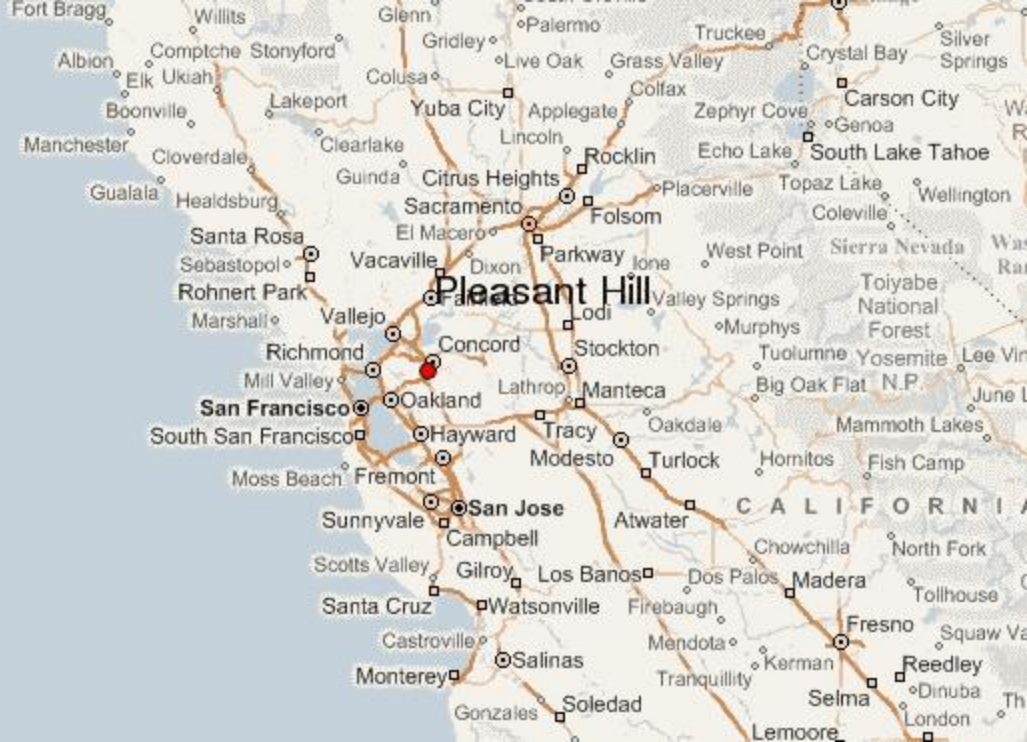 Fort Bragg
Willits
Glenn
Palermo
Gridley
Truckee
Silver
Springs
Albion
Comptche
Stonyford
Live Oak
Grass Valley
Crystal Bay
Elk
Ukiah
Colusa
Colfax
Carson City
Boonville
Lakeport
Yuba City
Applegate
Zephyr Cove
Genoa
Manchester
Clearlake
Lincoln
Echo Lake
South Lake Tahoe
Cloverdale
Rocklin
Gualala
Guinda
Citrus Heights
Placerville
Topaz Lake
Wellington
Healdsburg
Sacramento
Folsom
Coleville
Santa Rosa
El Macero
Parkway
West Point
Sierra Nevada
Sebastopol
Vacaville
Dixon
Ione
Rohnert Park
Fairfield
Pleasant Hill
Valley Springs
Toiyabe
National
Forest
Marshall
Vallejo
Lodi
Murphys
Richmond
Concord
Stockton
Tuolumne
Yosemite
N.P.
Lee Vin
Mill Valley
Lathrop
Manteca
Big Oak Flat
June L
San Francisco
Oakland
South San Francisco
Hayward
Tracy
Oakdale
Mammoth Lakes
Moss Beach
Fremont
Modesto
Turlock
Hornitos
Fish Camp
San Jose
CALIFORNIA
Sunnyvale
Campbell
Atwater
Chowchilla
North Fork
Scotts Valley
Gilroy
Los Banos
Dos Palos
Madera
Tollhouse
Santa Cruz
Watsonville
Firebaugh
Fresno
Castroville
Mendota
Squaw Va
Monterey
Salinas
Kerman
Tranquillity
Reedley
Selma
Dinuba
Gonzales
Soledad
Th
London
Lemoore